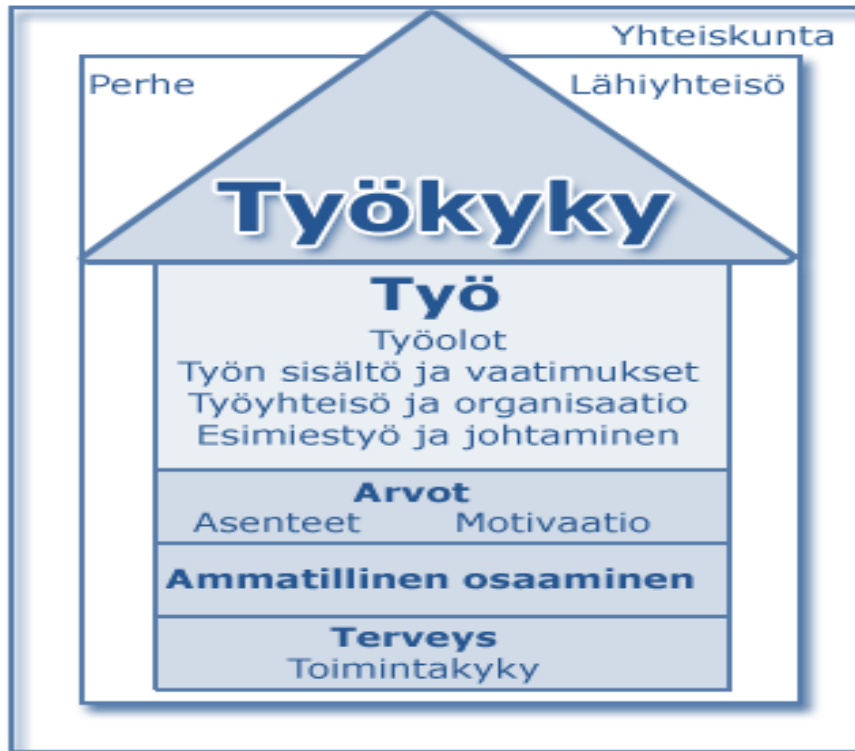 Yhteiskunta
Perhe
Lähiyhteisö
Työkyky
Työ
Työolot
Työn sisältö ja vaatimukset
Työyhteisö ja organisaatio
Esimiestyö ja johtaminen
Arvot
Asenteet Motivaatio
Ammatillinen osaaminen
Terveys
Toimintakyky